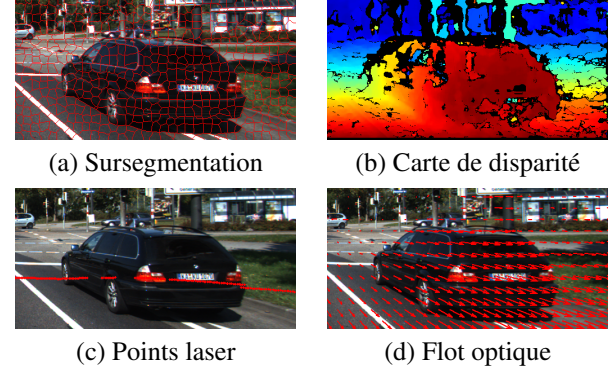 (a) Sursegmentation
(b) Carte de disparité
(c) Points laser
(d) Flot optique